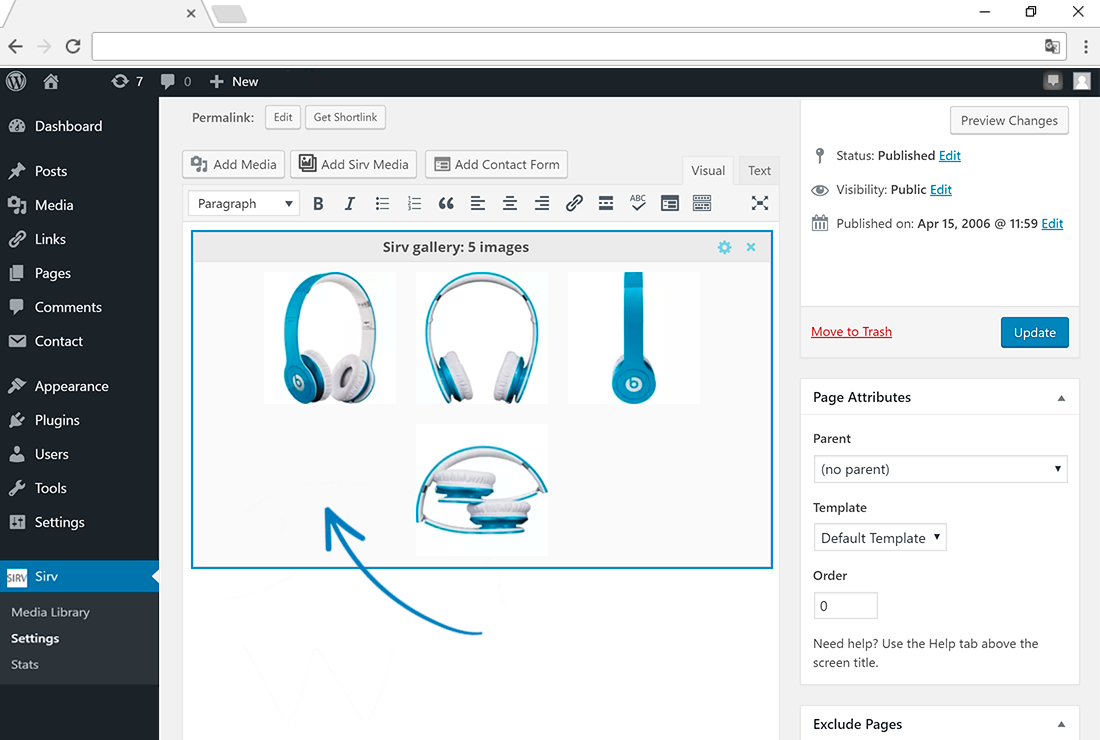 7
0
New
Dashboard
Posts
Media
Links
Pages
Comments
Contact
Appearance
Plugins
Users
Tools
Settings
SIRV
Sirv
Media Library
Settings
Stats
Permalink: Edit Get Shortlink
Add Media Add Sirv Media Add Contact Form
Visual Text
Paragraph B I ABC
Sirv gallery: 5 images
Preview Changes
Status: Published Edit
Visibility: Public Edit
Published on: Apr 15, 2006 @ 11:59 Edit
Move to Trash Update
Page Attributes
Parent
(no parent)
Template
Default Template
Order
0
Need help? Use the Help tab above the
screen title.
Exclude Pages